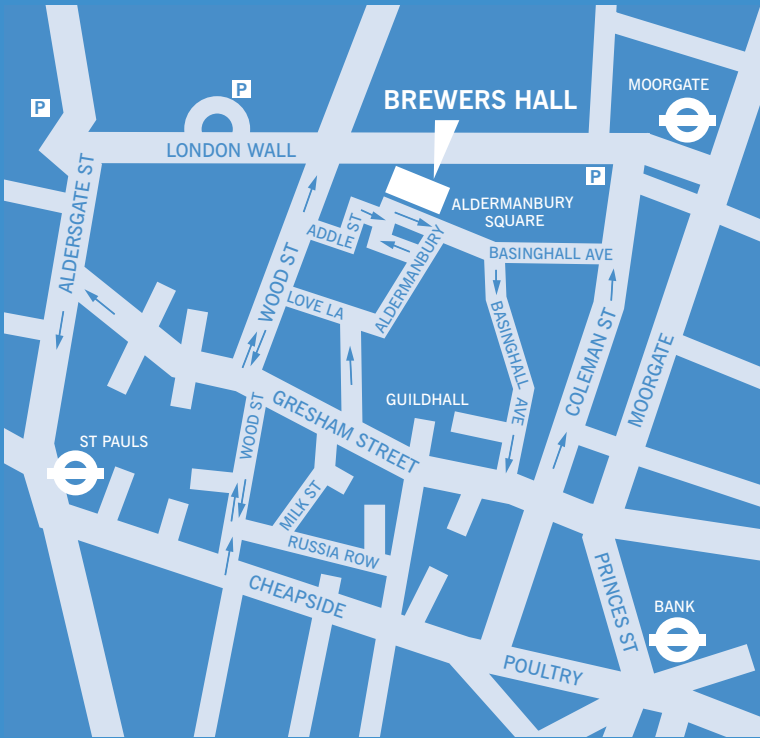 MOORGATE
P
P
BREWERS HALL
LONDON WALL
P
ALDERSGATE ST
ALDERMANBURY
SQUARE
ADDLE ST
WOOD ST
ALDERMANBURY
BASINGHALL AVE
LOVE LA
BASINGHALL AVE
COLEMAN ST
MOORGATE
GUILDHALL
GRESHAM STREET
WOOD ST
ST PAULS
MILK ST
RUSSIA ROW
CHEAPSIDE
PRINCES ST
BANK
POULTRY